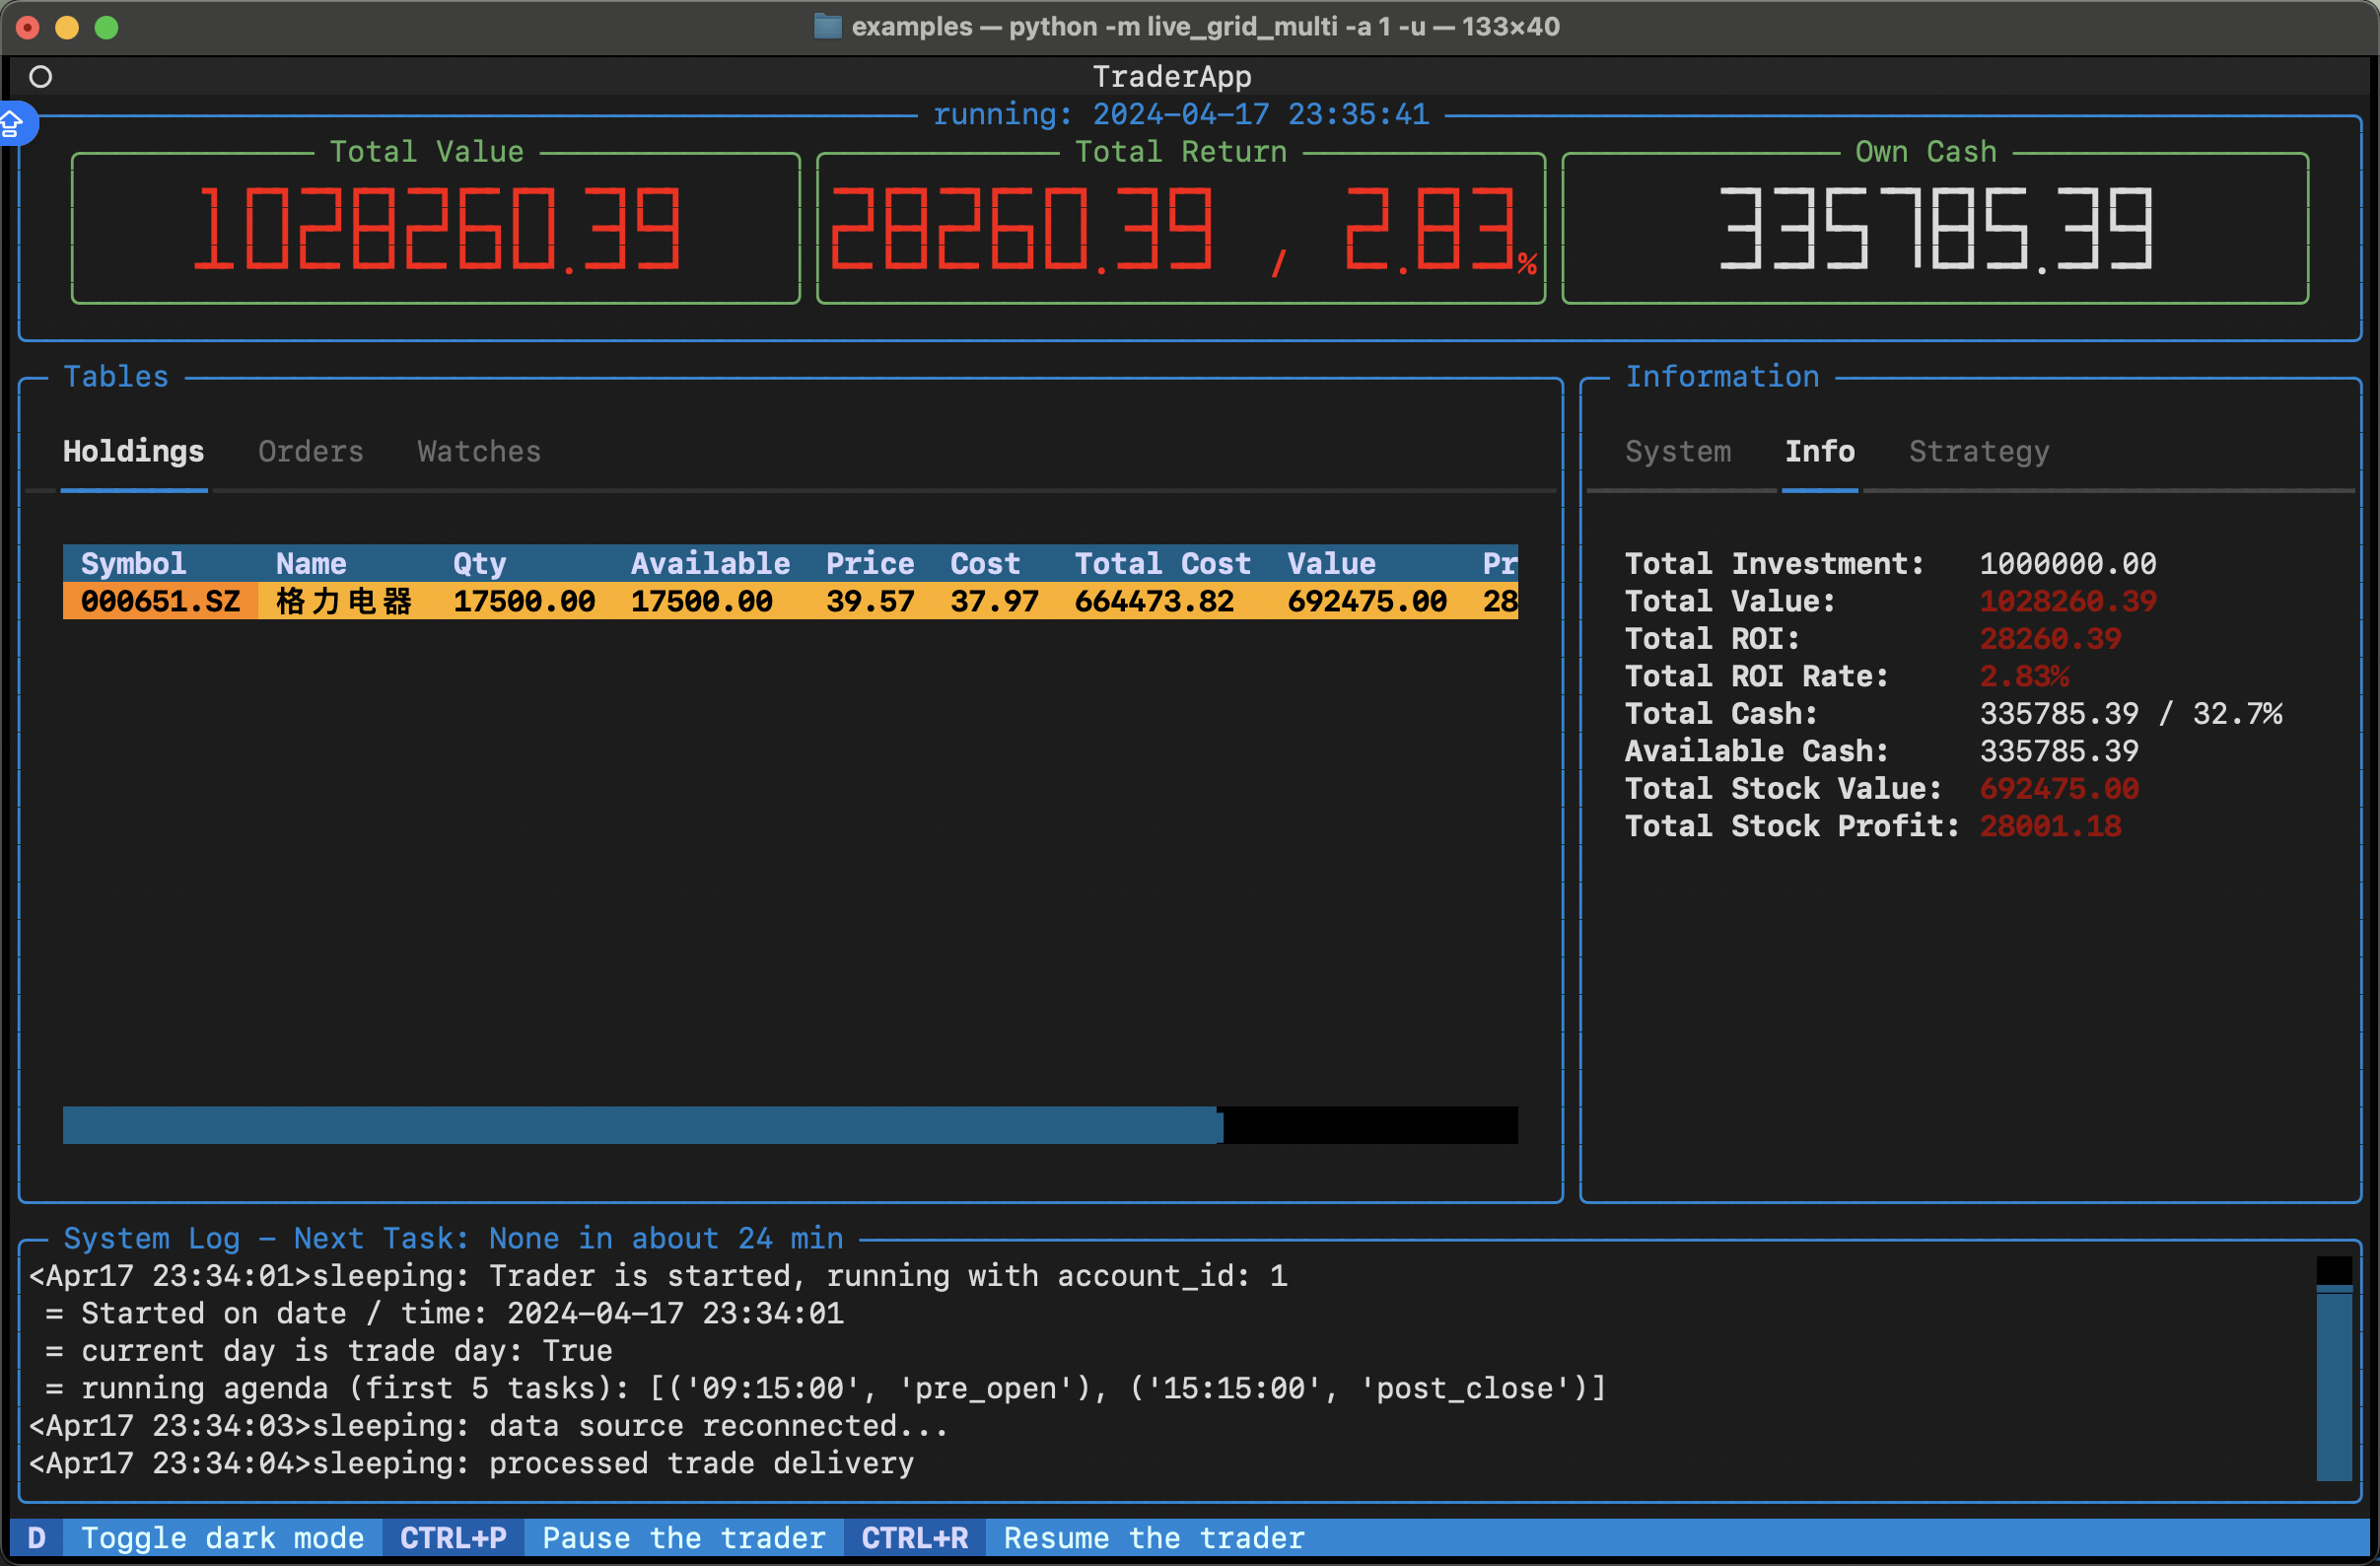 examples — python -m live_grid_multi -a 1 -u — 133×40
TraderApp
running: 2024-04-17 23:35:41
Total Value
1028260.39
Total Return
28260.39 / 2.83%
Own Cash
335785.39
Tables
Holdings Orders Watches
Symbol Name Qty Available Price Cost Total Cost Value Pr
000651.SZ 格力电器 17500.00 17500.00 39.57 37.97 664473.82 692475.00 28
Information
System Info Strategy
Total Investment: 1000000.00
Total Value: 1028260.39
Total ROI: 28260.39
Total ROI Rate: 2.83%
Total Cash: 335785.39 / 32.7%
Available Cash: 335785.39
Total Stock Value: 692475.00
Total Stock Profit: 28001.18
System Log - Next Task: None in about 24 min
<Apr17 23:34:01>sleeping: Trader is started, running with account_id: 1
= Started on date / time: 2024-04-17 23:34:01
= current day is trade day: True
= running agenda (first 5 tasks): [('09:15:00', 'pre_open'), ('15:15:00', 'post_close')]
<Apr17 23:34:03>sleeping: data source reconnected...
<Apr17 23:34:04>sleeping: processed trade delivery
D Toggle dark mode CTRL+P Pause the trader CTRL+R Resume the trader